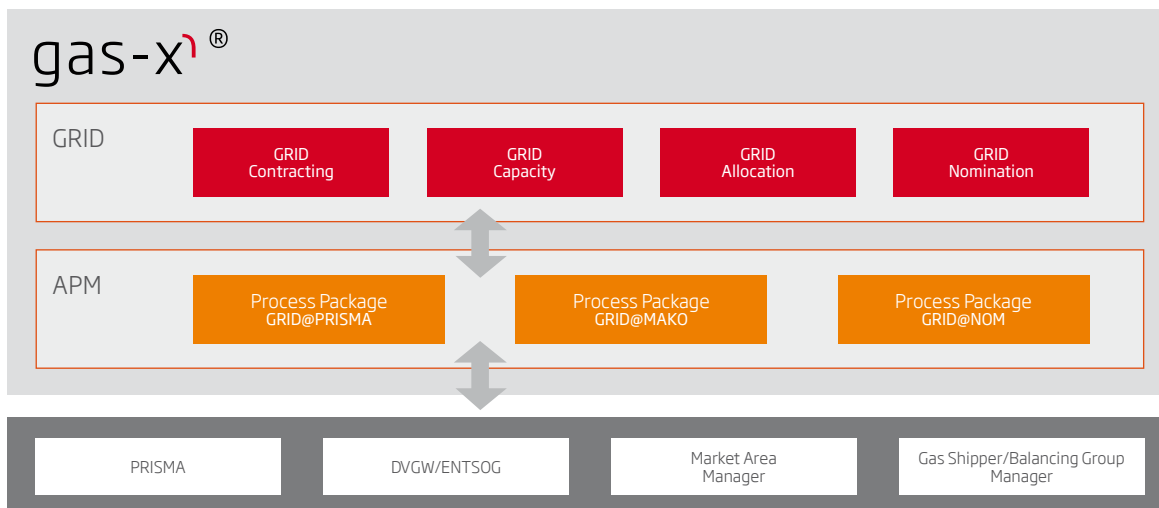 gas-x®
GRID
GRID
Contracting
GRID
Capacity
GRID
Allocation
GRID
Nomination
APM
Process Package
GRID@PRISMA
Process Package
GRID@MAKO
Process Package
GRID@NOM
PRISMA
DVGW/ENTSOG
Market Area
Manager
Gas Shipper/Balancing Group
Manager